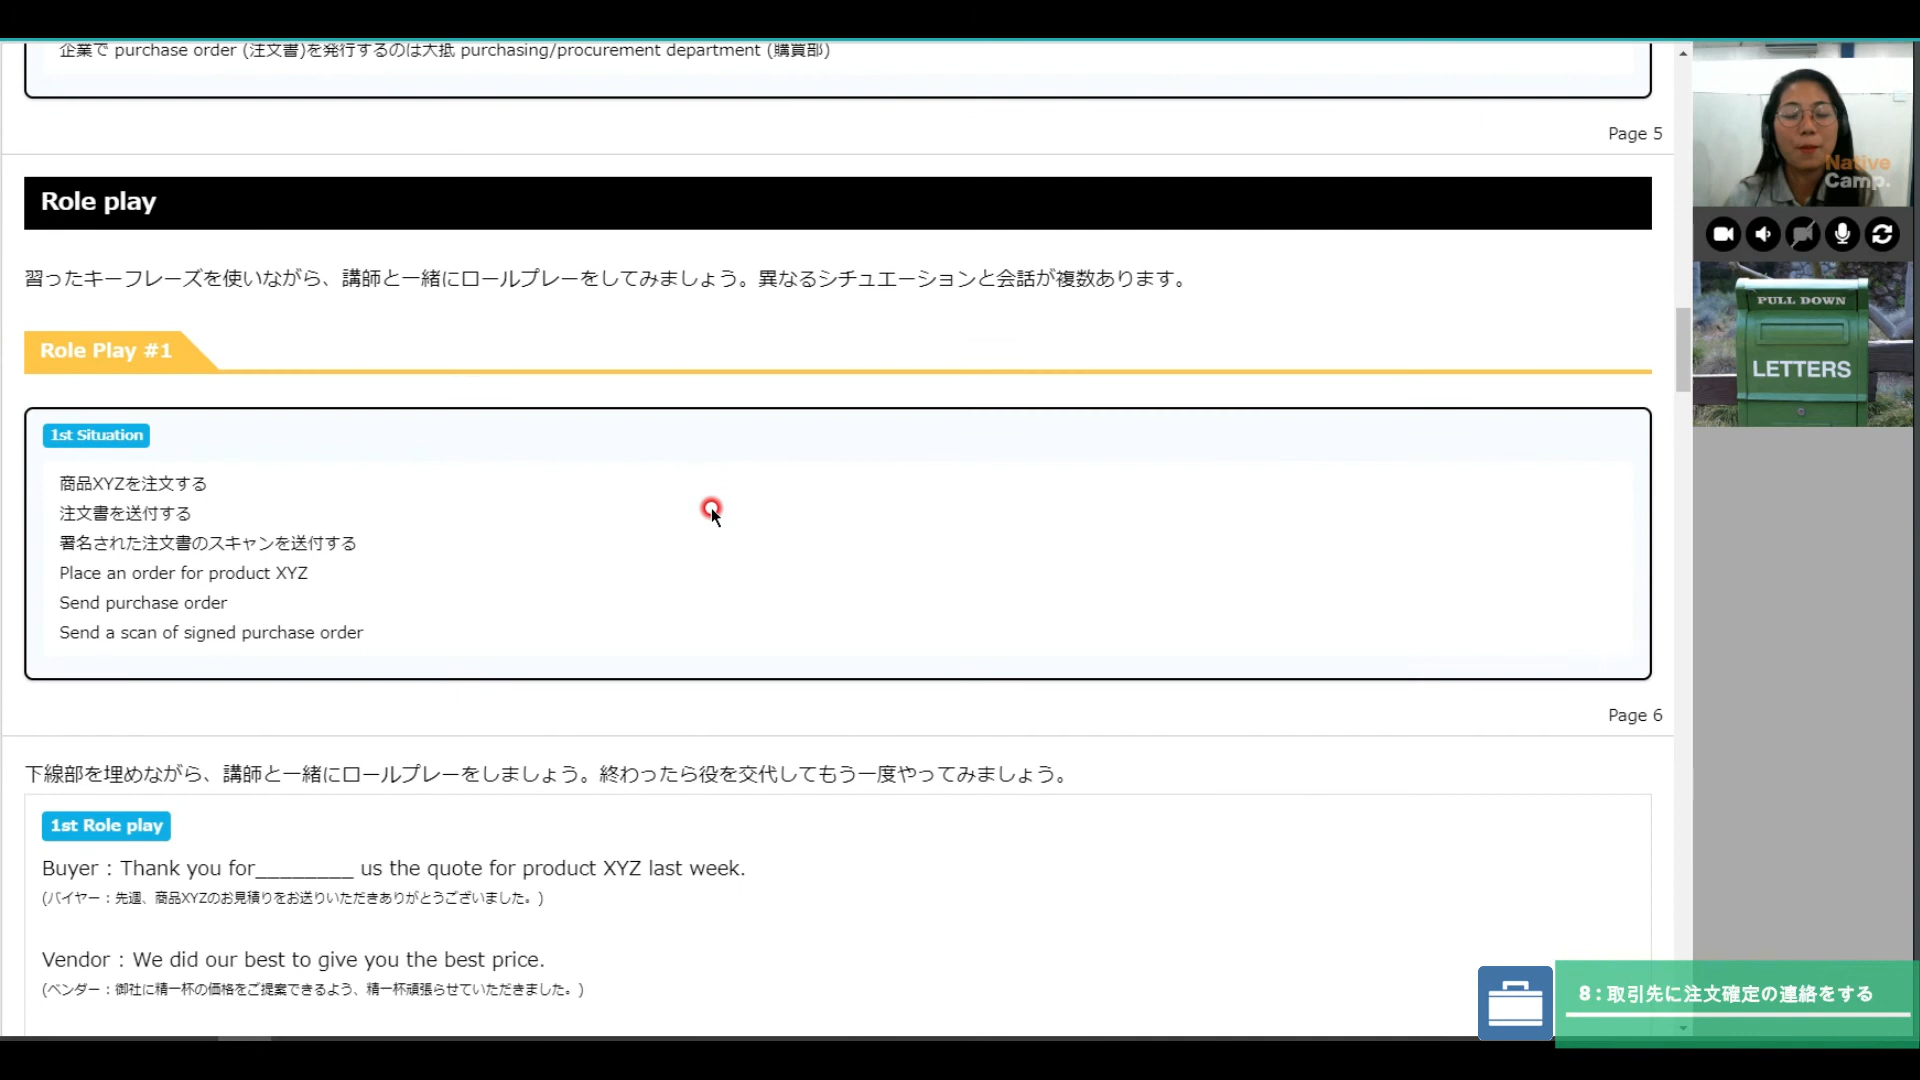 企業で purchase order (注文書)を発行するのは大抵 purchasing/procurement department (購買部)
Page 5
Role play
習ったキーフレーズを使いながら、講師と一緒にロールプレーをしてみましょう。異なるシチュエーションと会話が複数あります。
Role Play #1
1st Situation
商品XYZを注文する
注文書を送付する
署名された注文書のスキャンを送付する
Place an order for product XYZ
Send purchase order
Send a scan of signed purchase order
Page 6
下線部を埋めながら、講師と一緒にロールプレーをしましょう。終わったら役を交代してもう一度やってみましょう。
1st Role play
Buyer : Thank you for_________ us the quote for product XYZ last week.
(バイヤー : 先週、商品XYZのお見積りをお送りいただきありがとうございました。)
Vendor : We did our best to give you the best price.
(ベンダー : 御社に精一杯の価格をご提案できるよう、精一杯頑張らせていただきました。)
Native
Camp.
PULL DOWN
LETTERS
8 : 取引先に注文確定の連絡をする